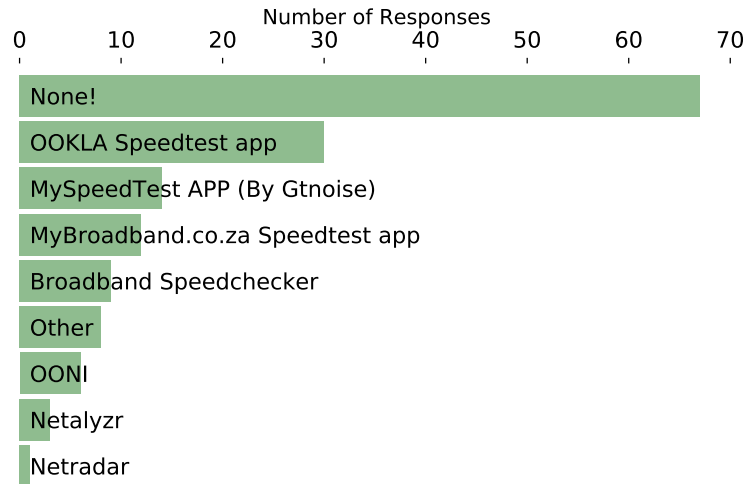 Number of Responses
0 10 20 30 40 50 60 70
None!
OOKLA Speedtest app
MySpeedTest APP (By Gtnoise)
MyBroadband.co.za Speedtest app
Broadband Speedchecker
Other
OONI
Netalyzr
Netradar